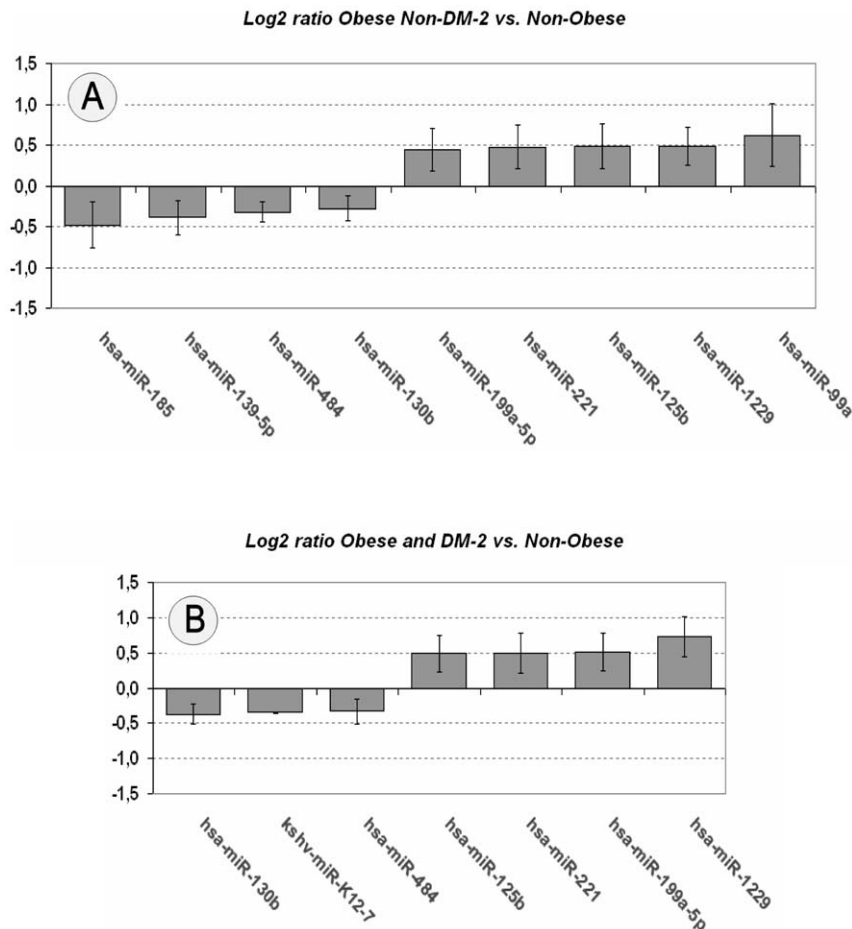 Log2 ratio Obese Non-DM-2 vs. Non-Obese
A
1,5
1,0
0,5
0,0
-0,5
-1,0
-1,5
hsa-miR-185
hsa-miR-139-5p
hsa-miR-484
hsa-miR-130b
hsa-miR-199a-5p
hsa-miR-221
hsa-miR-125b
hsa-miR-1229
hsa-miR-99a
Log2 ratio Obese and DM-2 vs. Non-Obese
B
1,5
1,0
0,5
0,0
-0,5
-1,0
-1,5
hsa-miR-130b
kshv-miR-K12-7
hsa-miR-484
hsa-miR-125b
hsa-miR-221
hsa-miR-199a-5p
hsa-miR-1229